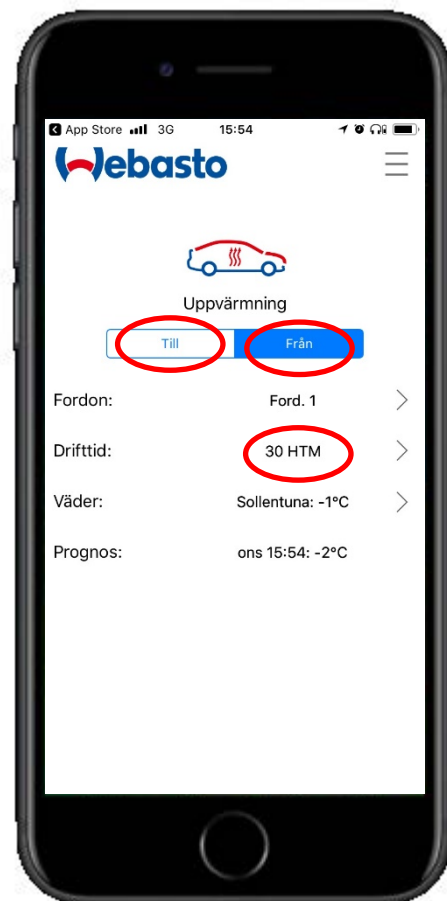 App Store 3G 15:54
Webasto
Uppvärmning
Till Från
Fordon: Ford. 1
Drifttid: 30 HTM
Väder: Sollentuna: -1°C
Prognos: ons 15:54: -2°C